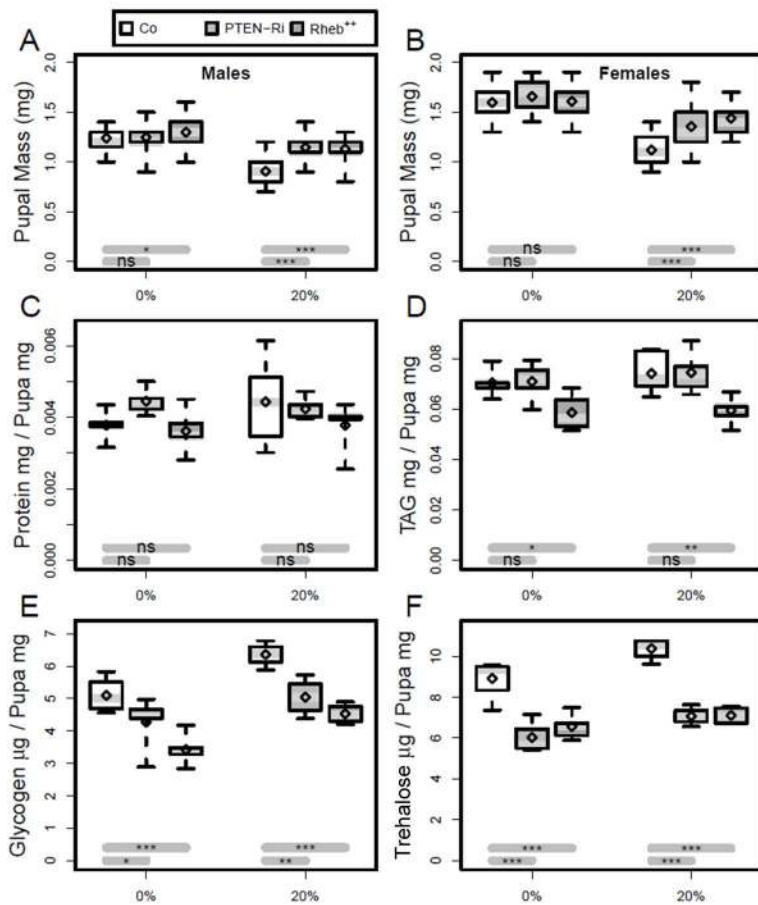 Co PTEN−Ri Rheb++
A
Males
Pupal Mass (mg)
2.0
1.5
1.0
0.5
0.0
*
ns
***
***
0% 20%
B
Females
Pupal Mass (mg)
2.0
1.5
1.0
0.5
0.0
ns
ns
***
***
0% 20%
C
Protein mg / Pupa mg
0.006
0.004
0.002
0.000
ns
ns
ns
ns
0% 20%
D
TAG mg / Pupa mg
0.08
0.06
0.04
0.02
0.00
*
ns
**
ns
0% 20%
E
Glycogen µg / Pupa mg
7
6
5
4
3
2
1
0
***
*
***
**
0% 20%
F
Trehalose µg / Pupa mg
10
8
6
4
2
0
***
***
***
***
0% 20%